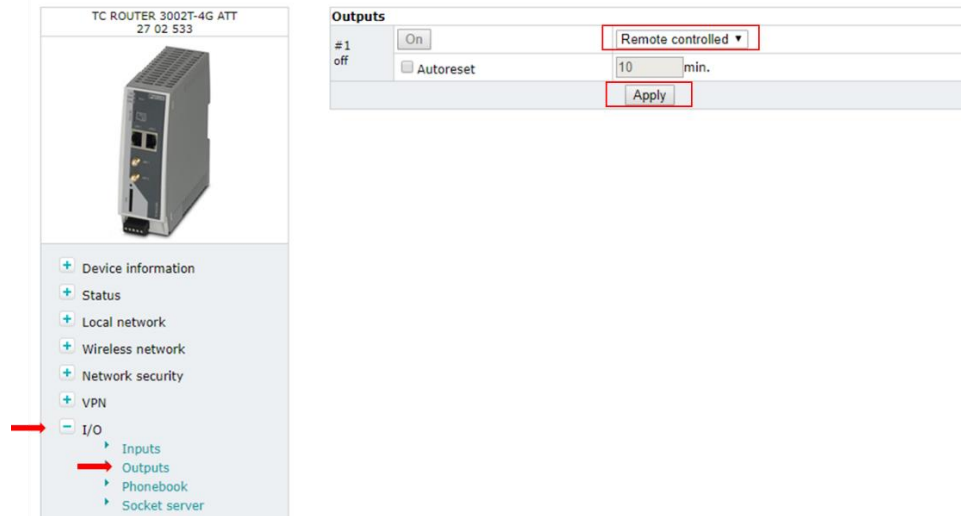 TC ROUTER 3002T-4G ATT
27 02 533
Device information
Status
Local network
Wireless network
Network security
VPN
I/O
Inputs
Outputs
Phonebook
Socket server
Outputs
#1
off
On
Remote controlled
Autoreset
10 min.
Apply